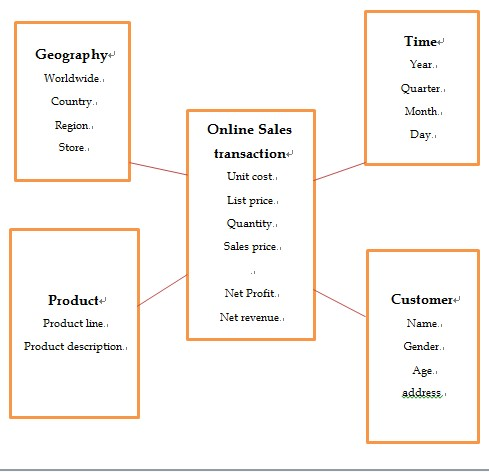 Geography
Worldwide.
Country.
Region.
Store.
Time
Year.
Quarter.
Month.
Day.
Online Sales
transaction
Unit cost.
List price.
Quantity.
Sales price.
.
Net Profit.
Net revenue.
Product
Product line.
Product description.
Customer
Name.
Gender.
Age.
address.